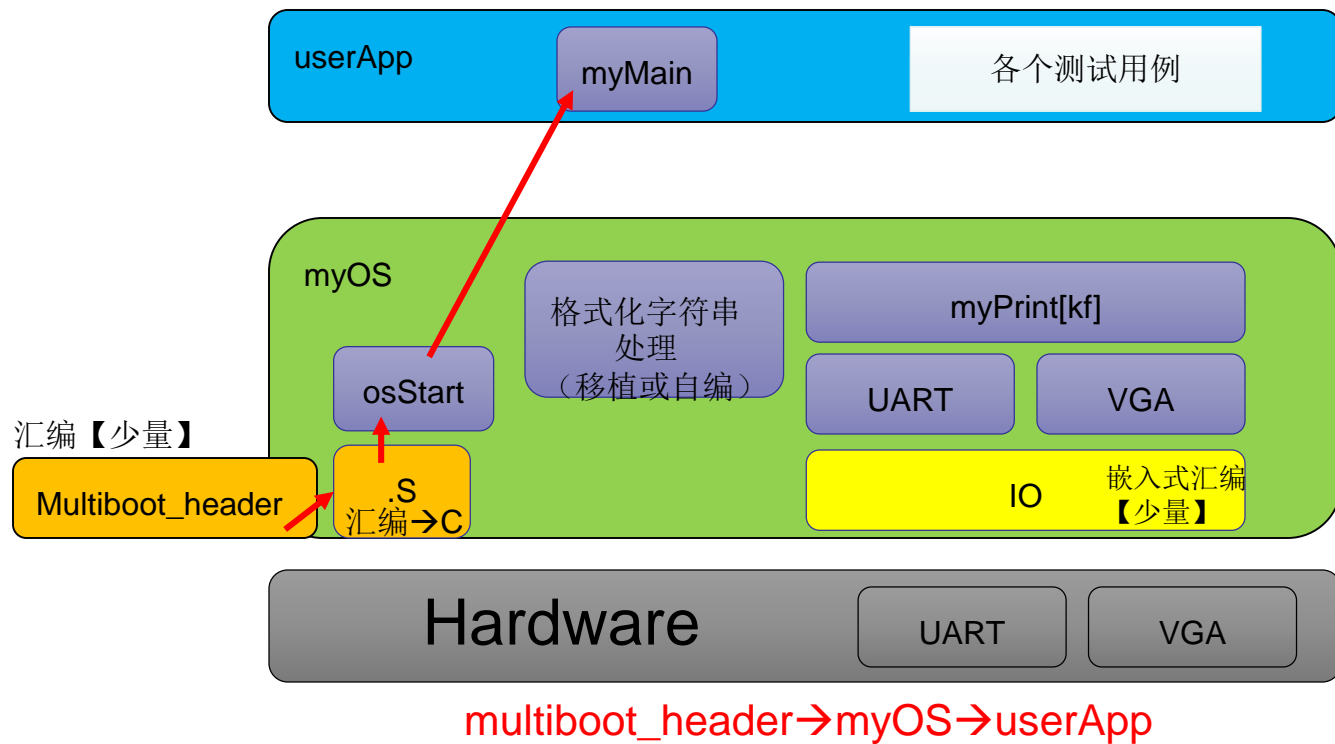 userApp
myMain
各个测试用例
myOS
格式化字符串
处理
（移植或自编）
myPrint[kf]
osStart
UART
VGA
汇编【少量】
Multiboot_header
.S
汇编→C
IO
嵌入式汇编
【少量】
Hardware
UART
VGA
multiboot_header→myOS→userApp